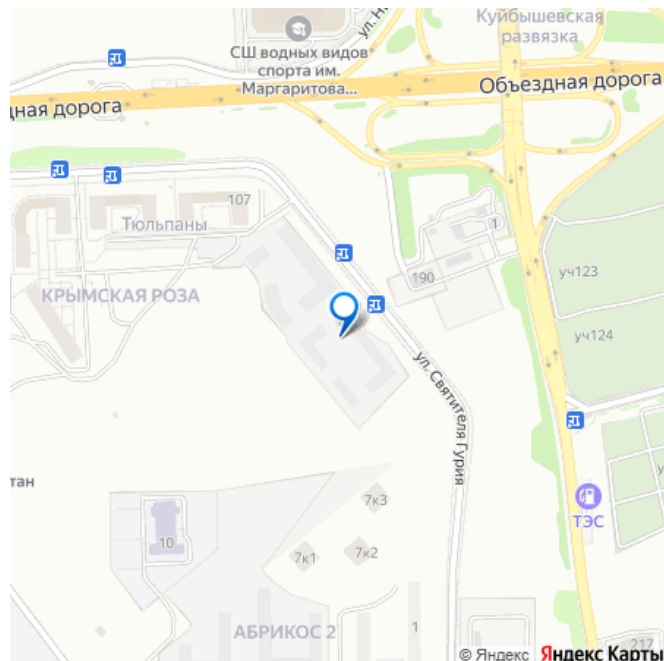 Куйбышевская
развязка
ул. Н
СШ водных видов
спорта им.
Маргаритова...
Объездная дорога
дная дорога
107
Тюльпаны
1
190
уч123
КРЫМСКАЯ РОЗА
уч124
ул. Святителя Гурия
тан
7к3
ТЭС
10
7к1
7к2
АБРИКОС 2
1
217
© Яндекс Яндекс Карты